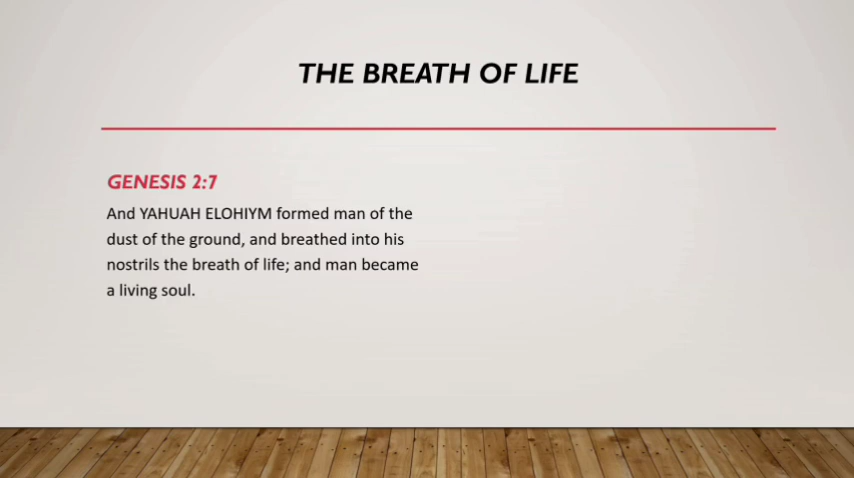 THE BREATH OF LIFE
GENESIS 2:7
And YAHUAH ELOHIYM formed man of the
dust of the ground, and breathed into his
nostrils the breath of life; and man became
a living soul.